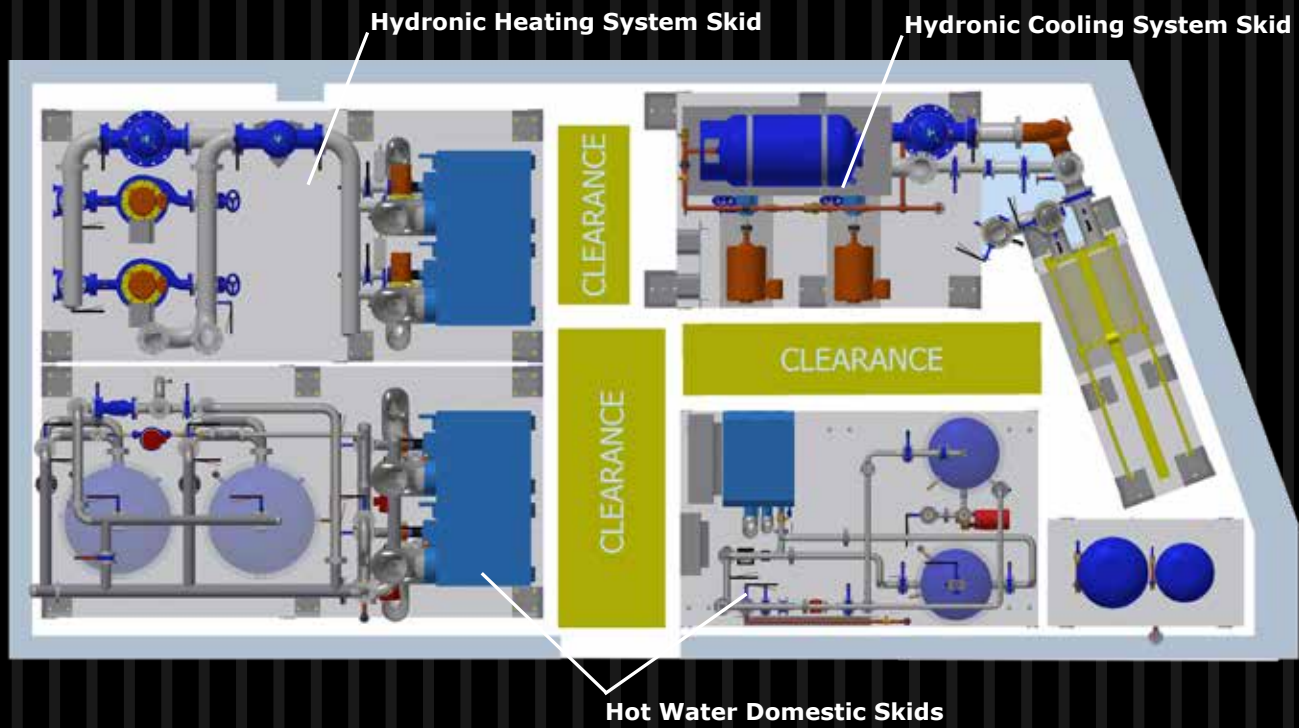 Hydronic Heating System Skid
Hydronic Cooling System Skid
CLEARANCE
CLEARANCE
CLEARANCE
Hot Water Domestic Skids